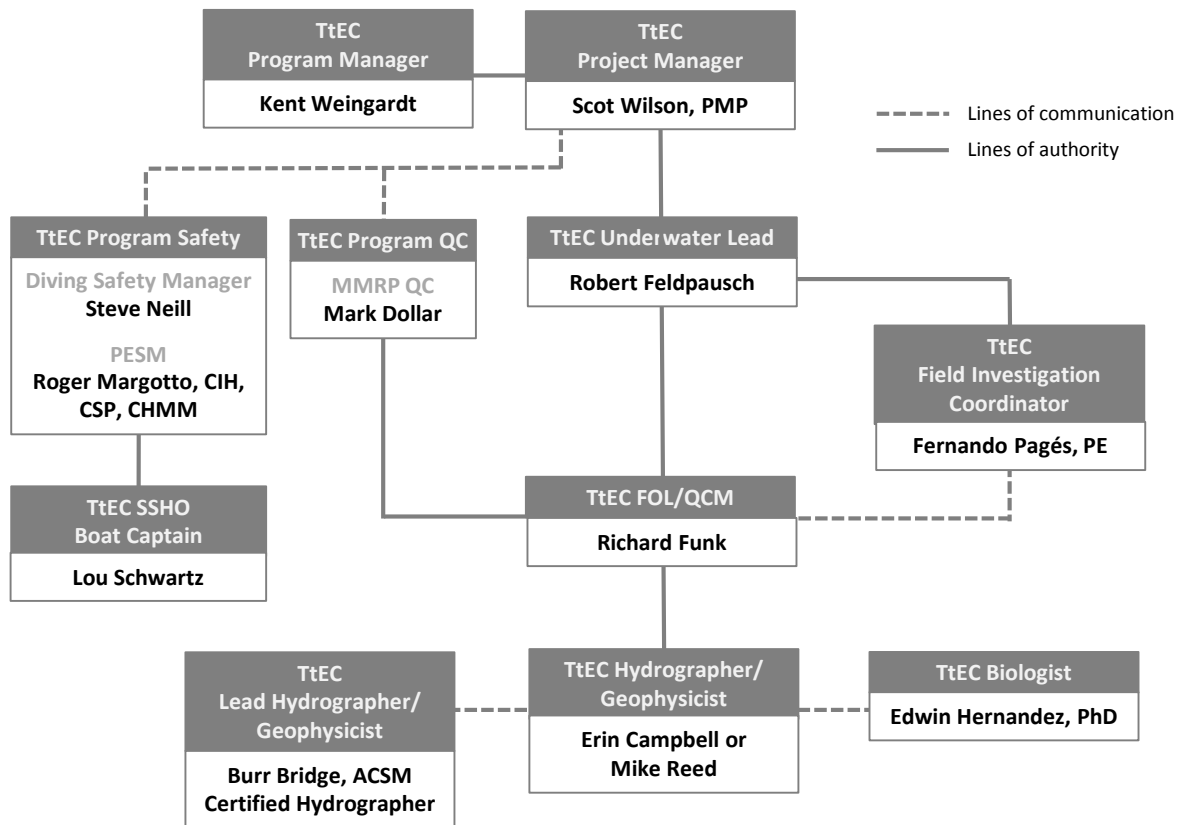 TtEC
Program Manager
Kent Weingardt
TtEC
Project Manager
Scot Wilson, PMP
Lines of communication
Lines of authority
TtEC Program Safety
Diving Safety Manager
Steve Neill
PESM
Roger Margotto, CIH,
CSP, CHMM
TtEC Program QC
MMRP QC
Mark Dollar
TtEC Underwater Lead
Robert Feldpausch
TtEC
Field Investigation
Coordinator
Fernando Pagés, PE
TtEC SSHO
Boat Captain
Lou Schwartz
TtEC FOL/QCM
Richard Funk
TtEC
Lead Hydrographer/
Geophysicist
Burr Bridge, ACSM
Certified Hydrographer
TtEC Hydrographer/
Geophysicist
Erin Campbell or
Mike Reed
TtEC Biologist
Edwin Hernandez, PhD